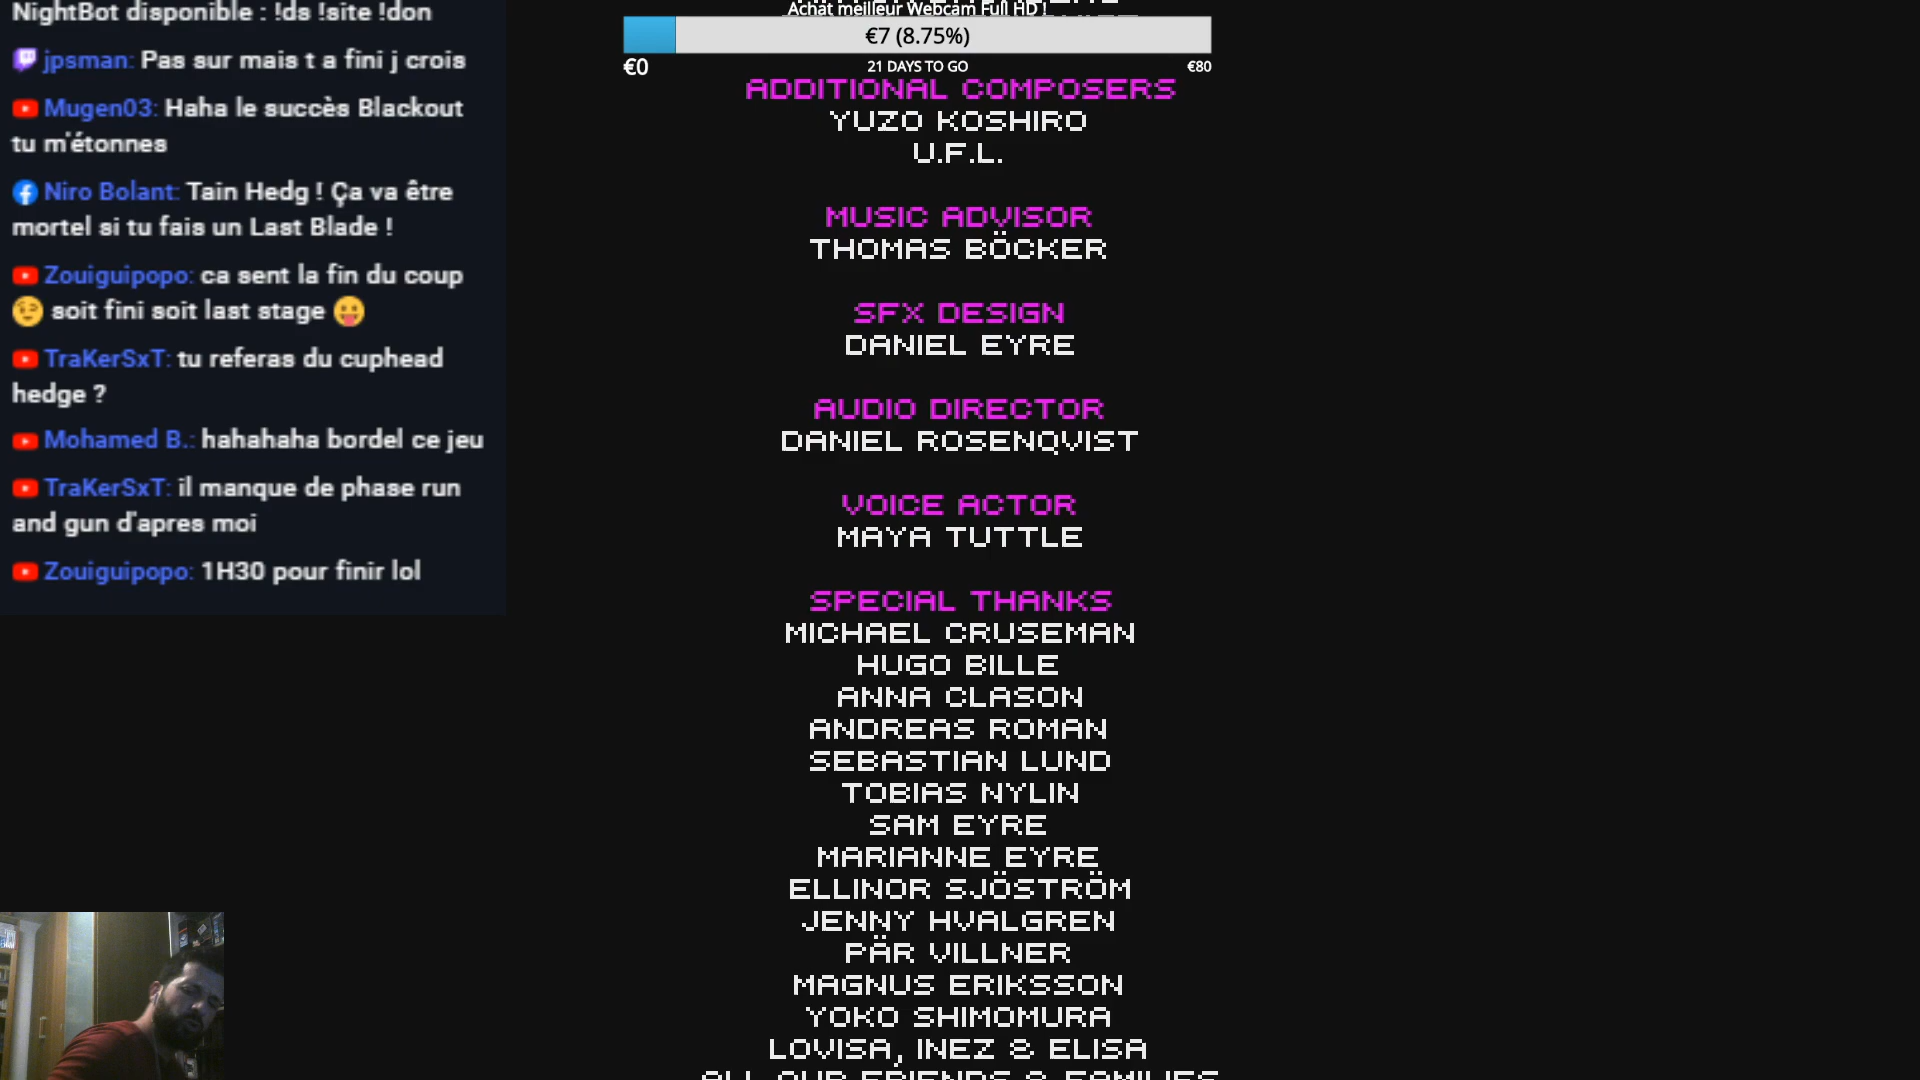 NightBot disponible : !ds !site !don
jpsman: Pas sur mais t a fini j crois
Mugen03: Haha le succès Blackout
tu m'étonnes
Niro Bolant: Tain Hedg ! Ça va être
mortel si tu fais un Last Blade !
Zouiguipopo: ca sent la fin du coup
😉 soit fini soit last stage 😛
TraKerSxT: tu referas du cuphead
hedge ?
Mohamed B.: hahahaha bordel ce jeu
TraKerSxT: il manque de phase run
and gun d'apres moi
Zouiguipopo: 1H30 pour finir lol
Achat meilleur Webcam Full HD !
€7 (8.75%)
€0 21 DAYS TO GO €80
ADDITIONAL COMPOSERS
YUZO KOSHIRO
U.F.L.
MUSIC ADVISOR
THOMAS BÖCKER
SFX DESIGN
DANIEL EYRE
AUDIO DIRECTOR
DANIEL ROSENQVIST
VOICE ACTOR
MAYA TUTTLE
SPECIAL THANKS
MICHAEL CRUSEMAN
HUGO BILLE
ANNA CLASON
ANDREAS ROMAN
SEBASTIAN LUND
TOBIAS NYLIN
SAM EYRE
MARIANNE EYRE
ELLINOR SJÖSTRÖM
JENNY HVALGREN
PÄR VILLNER
MAGNUS ERIKSSON
YOKO SHIMOMURA
LOVISA, INEZ & ELISA
ALL OUR FRIENDS & FAMILIES